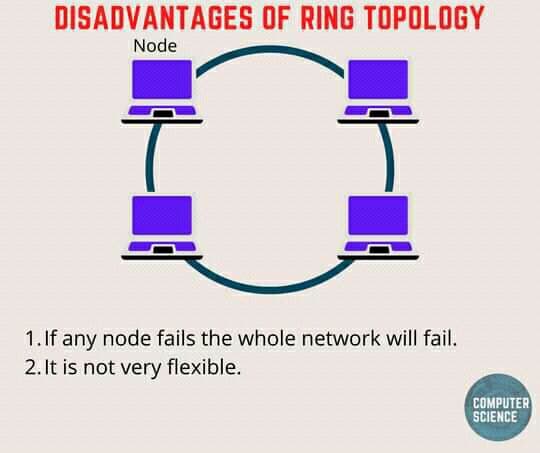 DISADVANTAGES OF RING TOPOLOGY
Node
1. If any node fails the whole network will fail.
2. It is not very flexible.
COMPUTER
SCIENCE